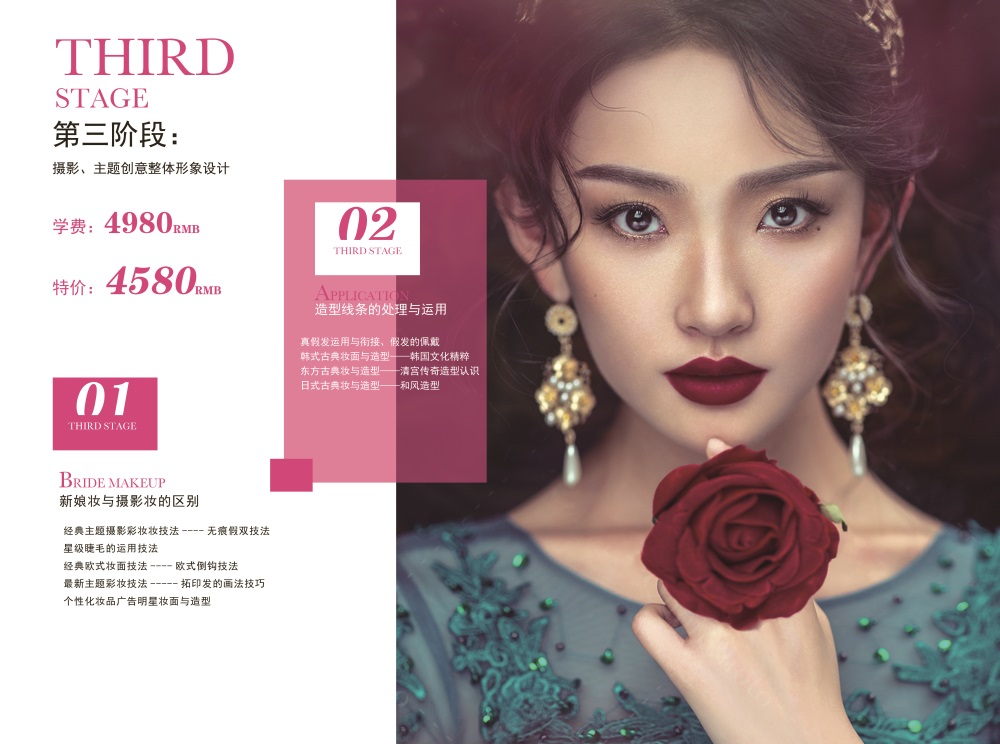 THIRD
STAGE
第三阶段：
摄影、主题创意整体形象设计
学费：4980RMB
特价：4580RMB
01
THIRD STAGE
BRIDE MAKEUP
新娘妆与摄影妆的区别
经典主题摄影彩妆妆技法 ---- 无痕假双技法
星级睫毛的运用技法
经典欧式妆面技法 ---- 欧式倒钩技法
最新主题彩妆技法 ----- 拓印发的画法技巧
个性化妆品广告明星妆面与造型
02
THIRD STAGE
APPLICATION
造型线条的处理与运用
真假发运用与衔接、假发的佩戴
韩式古典妆面与造型——韩国文化精粹
东方古典妆与造型——清宫传奇造型认识
日式古典妆与造型——和风造型